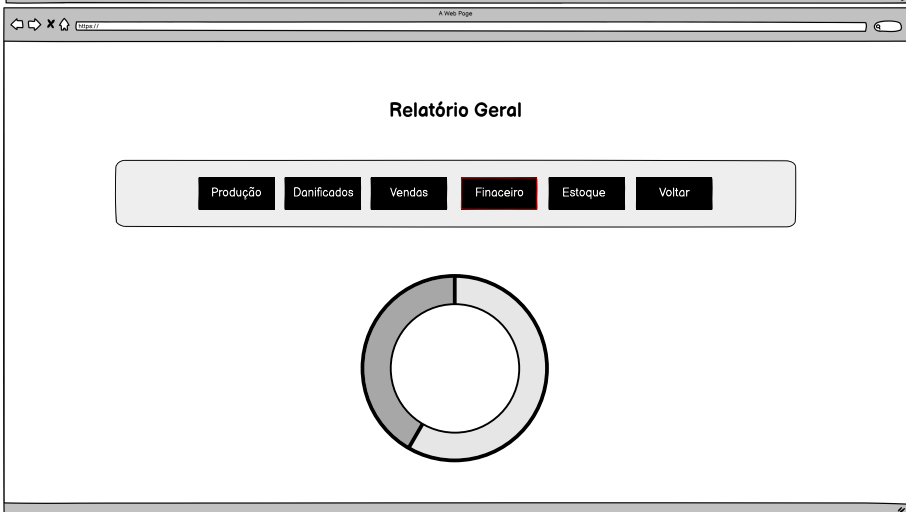 A Web Page
https://
Relatório Geral
Produção Danificados Vendas Finaceiro Estoque Voltar